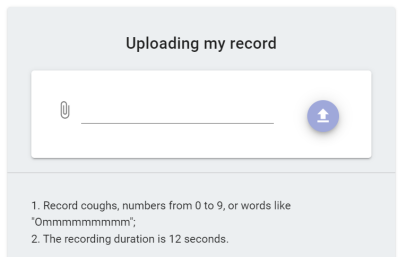 Uploading my record
1. Record coughs, numbers from 0 to 9, or words like
"Ommmmmmmmm";
2. The recording duration is 12 seconds.